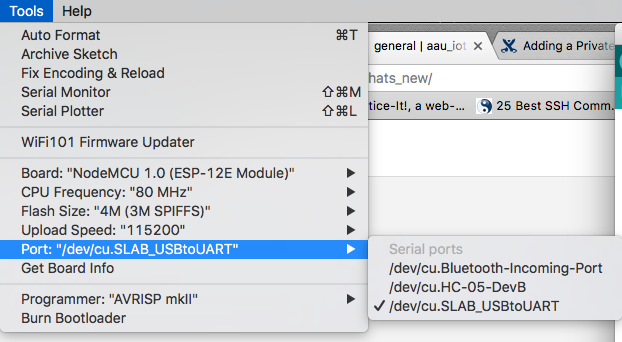 Tools Help
Auto Format ⌘T
Archive Sketch
Fix Encoding & Reload
Serial Monitor ⇧⌘M
Serial Plotter ⇧⌘L
WiFi101 Firmware Updater
Board: "NodeMCU 1.0 (ESP-12E Module)"
CPU Frequency: "80 MHz"
Flash Size: "4M (3M SPIFFS)"
Upload Speed: "115200"
Port: "/dev/cu.SLAB_USBtoUART"
Get Board Info
Programmer: "AVRISP mkII"
Burn Bootloader
general | aau_iot
Adding a Private
hats_new/
tice-It!, a web-...
25 Best SSH Comm.
Serial ports
/dev/cu.Bluetooth-Incoming-Port
/dev/cu.HC-05-DevB
✓ /dev/cu.SLAB_USBtoUART